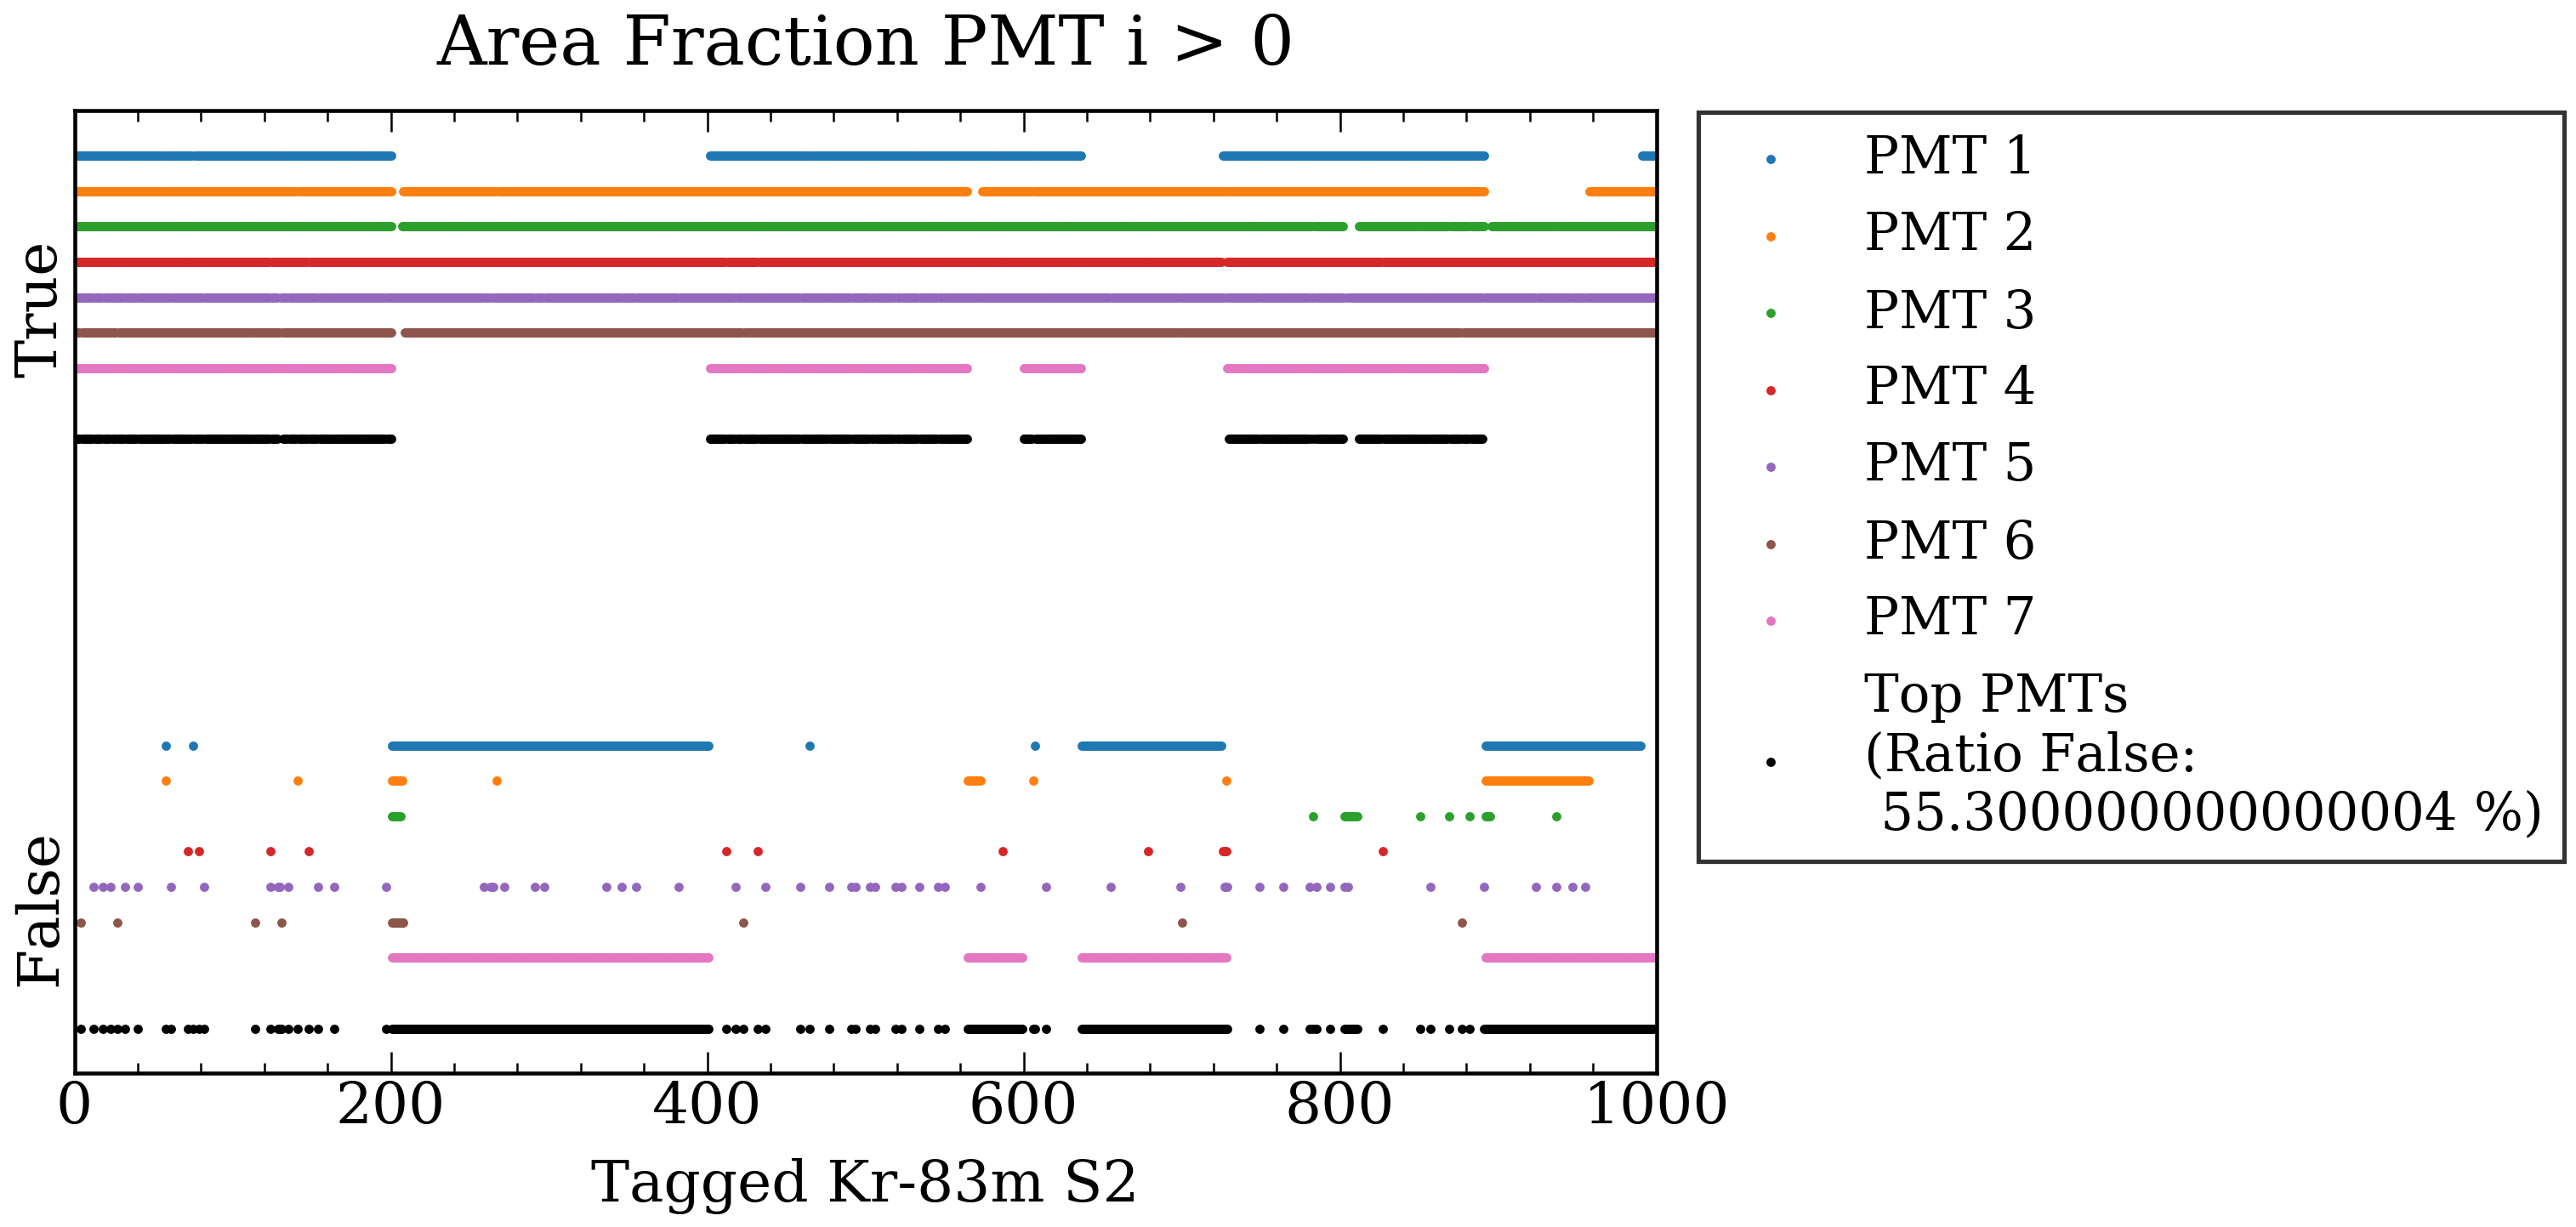 Area Fraction PMT i > 0
True
False
0 200 400 600 800 1000
Tagged Kr-83m S2
PMT 1
PMT 2
PMT 3
PMT 4
PMT 5
PMT 6
PMT 7
Top PMTs
(Ratio False:
55.300000000000004 %)